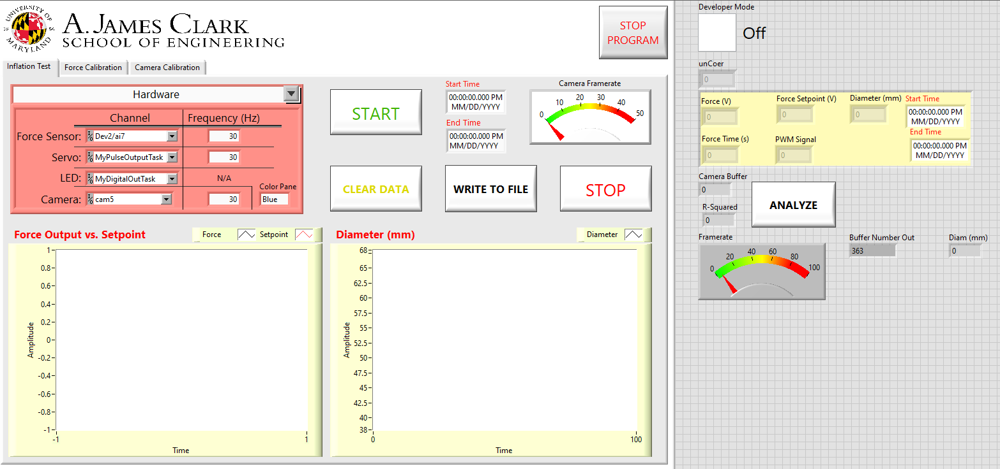 UNIVERSITY OF
18 56
MARYLAND
A. JAMES CLARK
SCHOOL OF ENGINEERING
STOP
PROGRAM
Inflation Test
Force Calibration
Camera Calibration
Hardware
Channel
Frequency (Hz)
Force Sensor:
Dev2/ai7
30
Servo:
MyPulseOutputTask
30
LED:
MyDigitalOutTask
N/A
Camera:
cam5
30
Color Pane
Blue
START
Start Time
00:00:00.000 PM
MM/DD/YYYY
End Time
00:00:00.000 PM
MM/DD/YYYY
Camera Framerate
0
10
20
30
40
50
CLEAR DATA
WRITE TO FILE
STOP
Force Output vs. Setpoint
Force
Setpoint
1
0.8
0.6
0.4
0.2
0
-0.2
-0.4
-0.6
-0.8
-1
Amplitude
-1
1
Time
Diameter (mm)
Diameter
68
65
62.5
60
57.5
55
52.5
50
47.5
45
42.5
40
38
Amplitude
0
100
Time
Developer Mode
Off
unCoer
0
Force (V)
0
Force Setpoint (V)
0
Diameter (mm)
0
Start Time
00:00:00.000 PM
MM/DD/YYYY
Force Time (s)
0
PWM Signal
0
End Time
00:00:00.000 PM
MM/DD/YYYY
Camera Buffer
0
R-Squared
0
ANALYZE
Framerate
0
20
40
60
80
100
Buffer Number Out
363
Diam (mm)
0